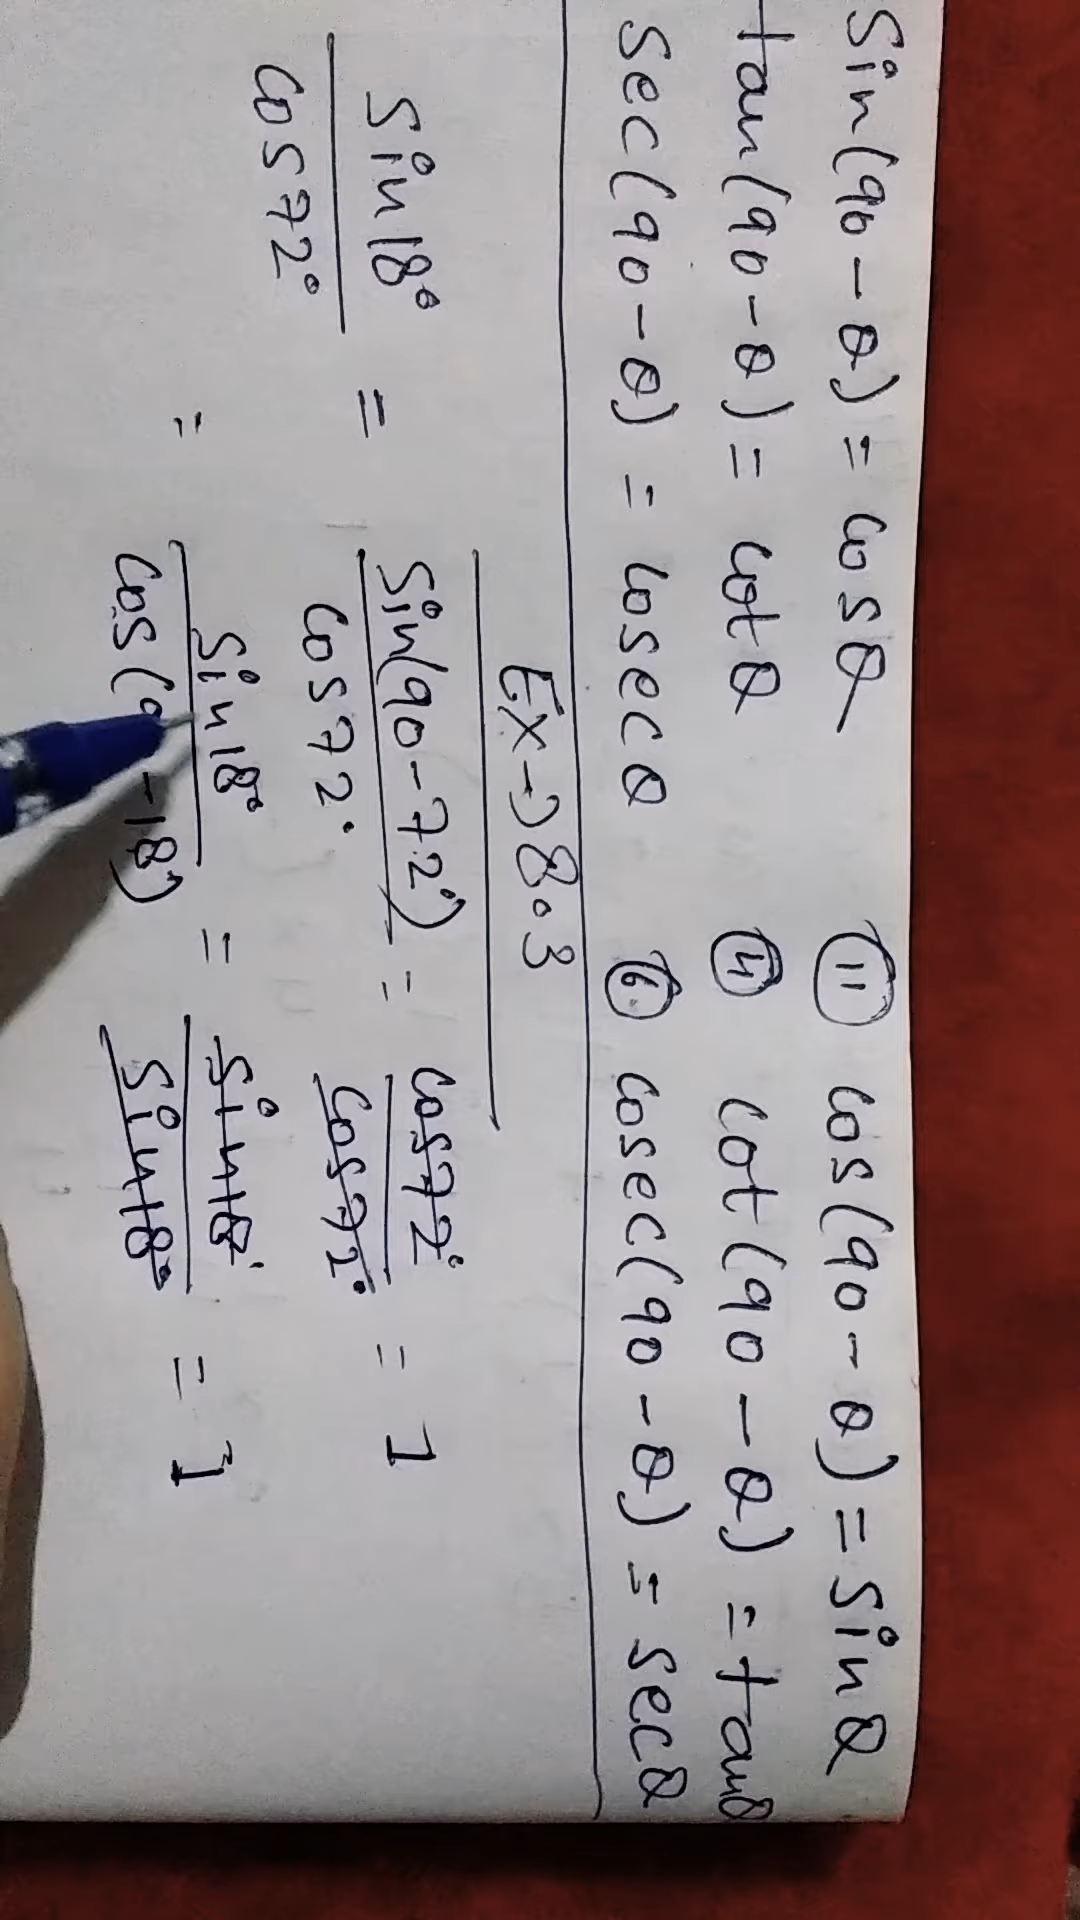 Sin(90-θ) = cosθ (11) cos(90-θ) = sinθ
tan(90-θ) = cotθ (4) cot(90-θ) = tanθ
sec(90-θ) = cosecθ (6) cosec(90-θ) = secθ
Ex→8.3
Sin18°/cos72° = Sin(90-72°)/cos72° = cos72°/cos72° = 1
= Sin18°/cos( -18°) = Sin18°/Sin18° = 1